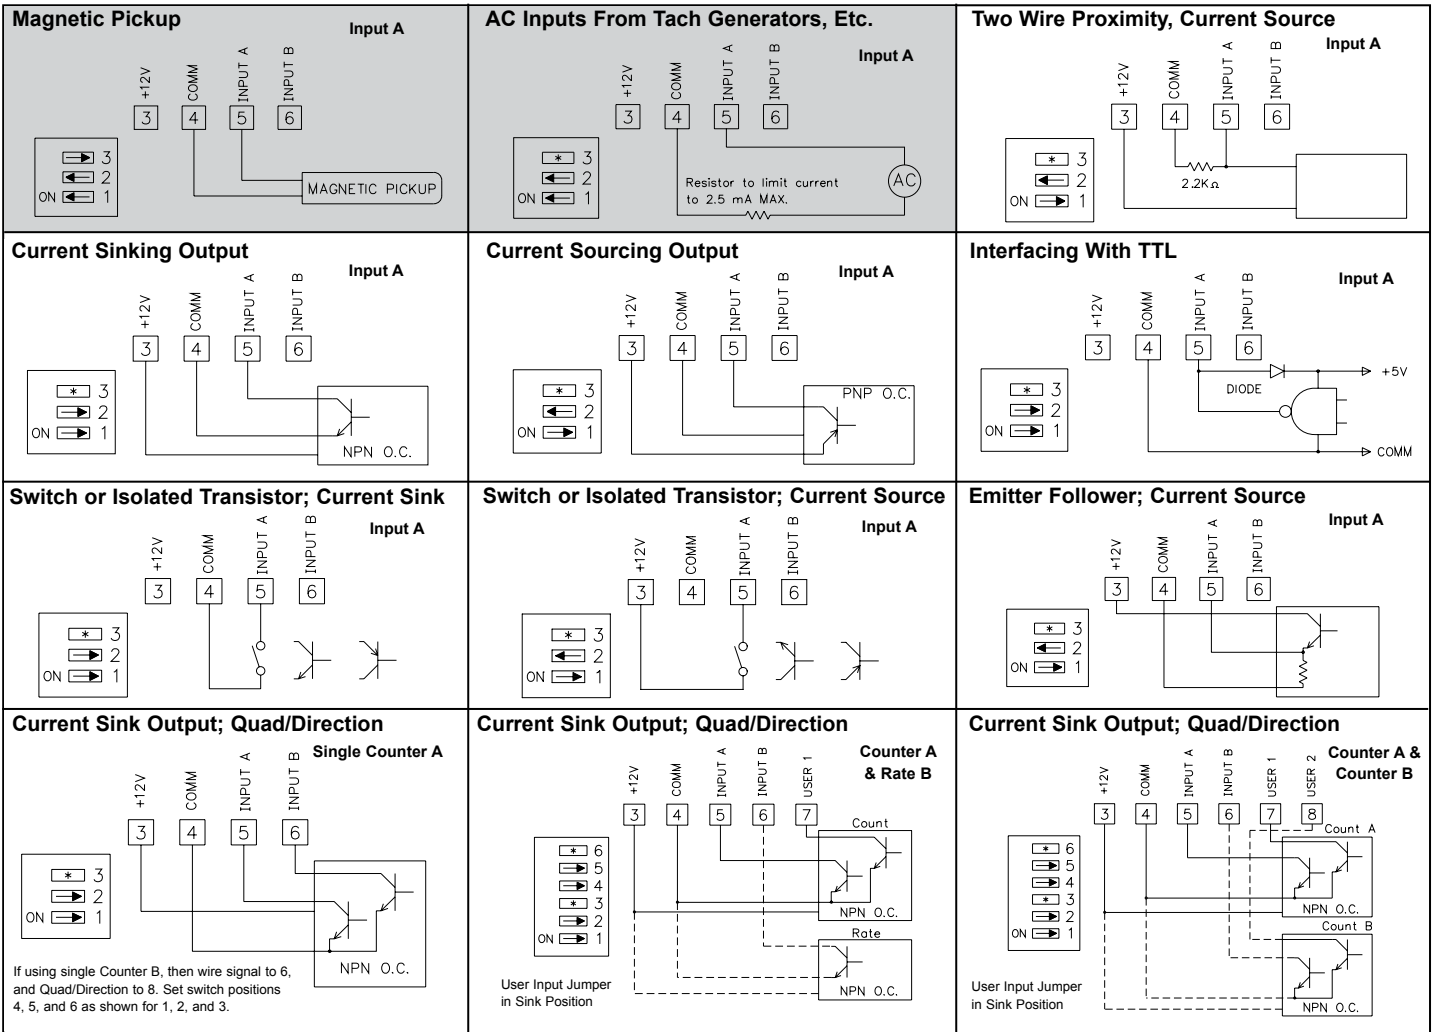 Magnetic Pickup
Input A
+12V
COMM
INPUT A
INPUT B
3 4 5 6
3
2
ON 1
MAGNETIC PICKUP
AC Inputs From Tach Generators, Etc.
Input A
+12V
COMM
INPUT A
INPUT B
3 4 5 6
* 3
2
ON 1
Resistor to limit current
to 2.5 mA MAX.
AC
Two Wire Proximity, Current Source
Input A
+12V
COMM
INPUT A
INPUT B
3 4 5 6
* 3
2
ON 1
2.2KΩ
Current Sinking Output
Input A
+12V
COMM
INPUT A
INPUT B
3 4 5 6
* 3
2
ON 1
NPN O.C.
Current Sourcing Output
Input A
+12V
COMM
INPUT A
INPUT B
3 4 5 6
* 3
2
ON 1
PNP O.C.
Interfacing With TTL
Input A
+12V
COMM
INPUT A
INPUT B
3 4 5 6
* 3
2
ON 1
DIODE
+5V
COMM
Switch or Isolated Transistor; Current Sink
Input A
+12V
COMM
INPUT A
INPUT B
3 4 5 6
* 3
2
ON 1
Switch or Isolated Transistor; Current Source
Input A
+12V
COMM
INPUT A
INPUT B
3 4 5 6
* 3
2
ON 1
Emitter Follower; Current Source
Input A
+12V
COMM
INPUT A
INPUT B
3 4 5 6
* 3
2
ON 1
Current Sink Output; Quad/Direction
Single Counter A
+12V
COMM
INPUT A
INPUT B
3 4 5 6
* 3
2
ON 1
NPN O.C.
If using single Counter B, then wire signal to 6,
and Quad/Direction to 8. Set switch positions
4, 5, and 6 as shown for 1, 2, and 3.
Current Sink Output; Quad/Direction
Counter A
& Rate B
+12V
COMM
INPUT A
INPUT B
USER 1
3 4 5 6 7
* 6
5
4
* 3
2
ON 1
Count
NPN O.C.
Rate
NPN O.C.
User Input Jumper
in Sink Position
Current Sink Output; Quad/Direction
Counter A &
Counter B
+12V
COMM
INPUT A
INPUT B
USER 1
USER 2
3 4 5 6 7 8
* 6
5
4
* 3
2
ON 1
Count A
NPN O.C.
Count B
NPN O.C.
User Input Jumper
in Sink Position